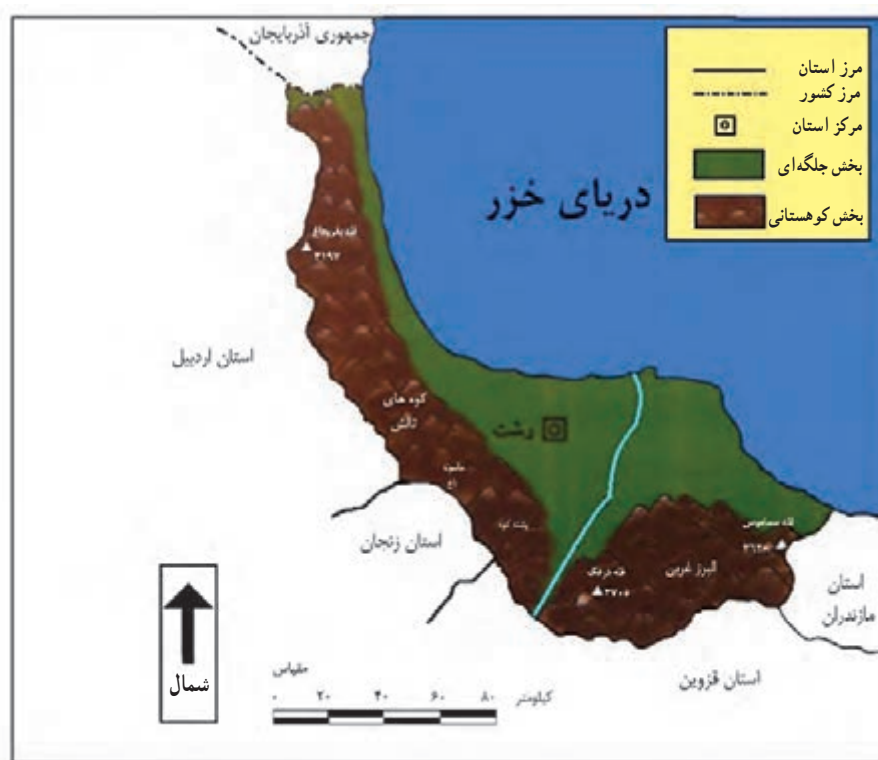 جمهوری آذربایجان
مرز استان
مرز کشور
مرکز استان
بخش جلگه‌ای
بخش کوهستانی
دریای خزر
۳۱۹۷
استان اردبیل
کوه های
تالش
رشت
استان زنجان
البرز غربی
استان
مازندران
استان قزوین
شمال
مقیاس
۰ ۲۰ ۴۰ ۶۰ ۸۰ کیلومتر